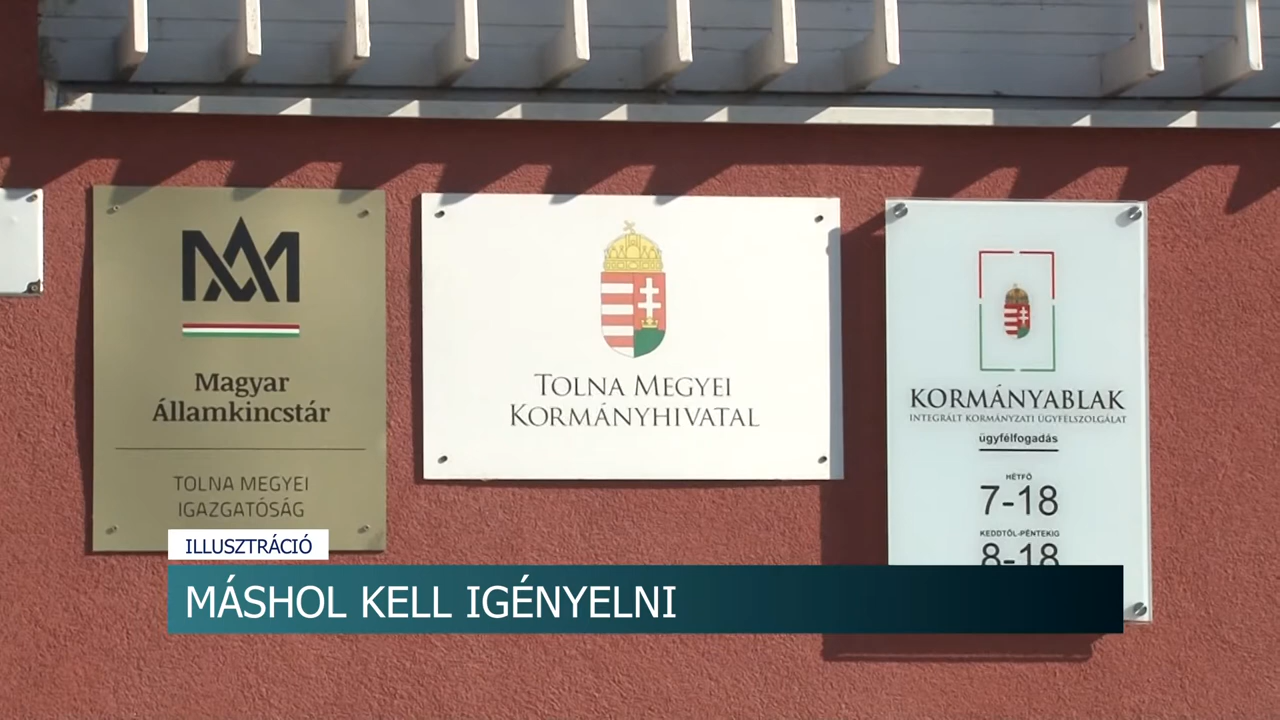 Magyar
Államkincstár
TOLNA MEGYEI
IGAZGATÓSÁG
TOLNA MEGYEI
KORMÁNYHIVATAL
KORMÁNYABLAK
INTEGRÁLT KORMÁNYZATI ÜGYFÉLSZOLGÁLAT
ügyfélfogadás
HÉTFŐ
7-18
KEDDTŐL-PÉNTEKIG
8-18
ILLUSZTRÁCIÓ
MÁSHOL KELL IGÉNYELNI